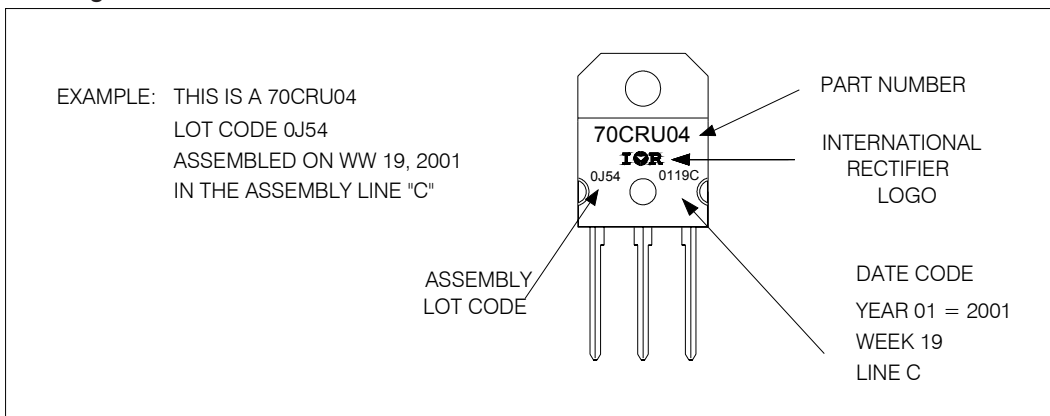 EXAMPLE: THIS IS A 70CRU04
LOT CODE 0J54
ASSEMBLED ON WW 19, 2001
IN THE ASSEMBLY LINE "C"
70CRU04
IOR
0J54 0119C
PART NUMBER
INTERNATIONAL
RECTIFIER
LOGO
ASSEMBLY
LOT CODE
DATE CODE
YEAR 01 = 2001
WEEK 19
LINE C